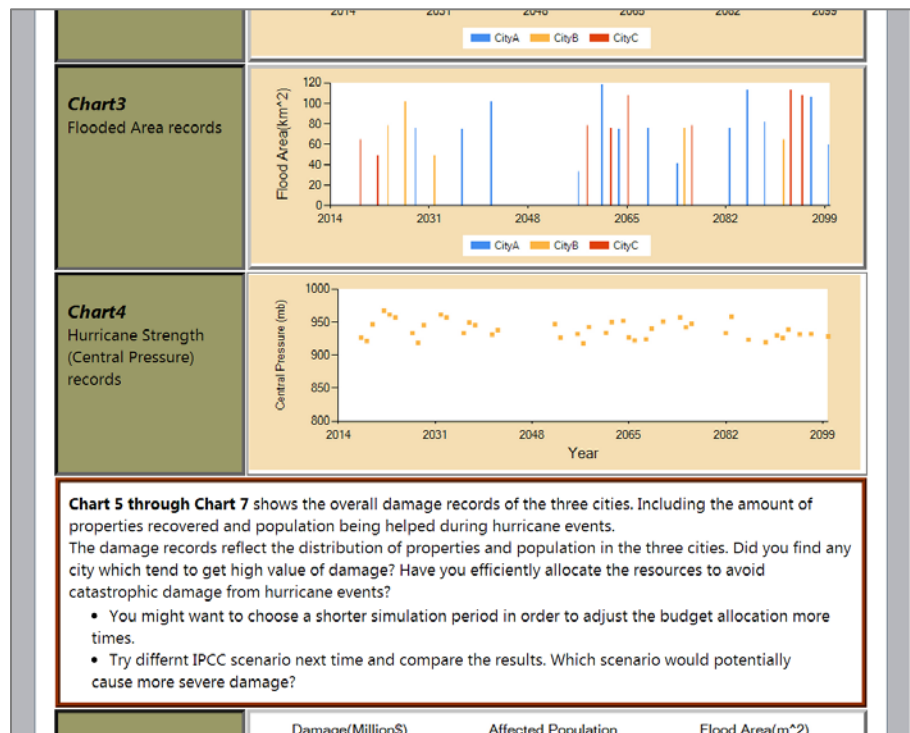 2014 2031 2048 2065 2082 2099
CityA CityB CityC
Chart3
Flooded Area records
Flood Area(km^2)
120
100
80
60
40
20
0
2014 2031 2048 2065 2082 2099
CityA CityB CityC
Chart4
Hurricane Strength
(Central Pressure)
records
Central Pressure (mb)
1000
950
900
850
800
2014 2031 2048 2065 2082 2099
Year
Chart 5 through Chart 7 shows the overall damage records of the three cities. Including the amount of
properties recovered and population being helped during hurricane events.
The damage records reflect the distribution of properties and population in the three cities. Did you find any
city which tend to get high value of damage? Have you efficiently allocate the resources to avoid
catastrophic damage from hurricane events?
• You might want to choose a shorter simulation period in order to adjust the budget allocation more
times.
• Try differnt IPCC scenario next time and compare the results. Which scenario would potentially
cause more severe damage?
Damage(Million$) Affected Population Flood Area(m^2)